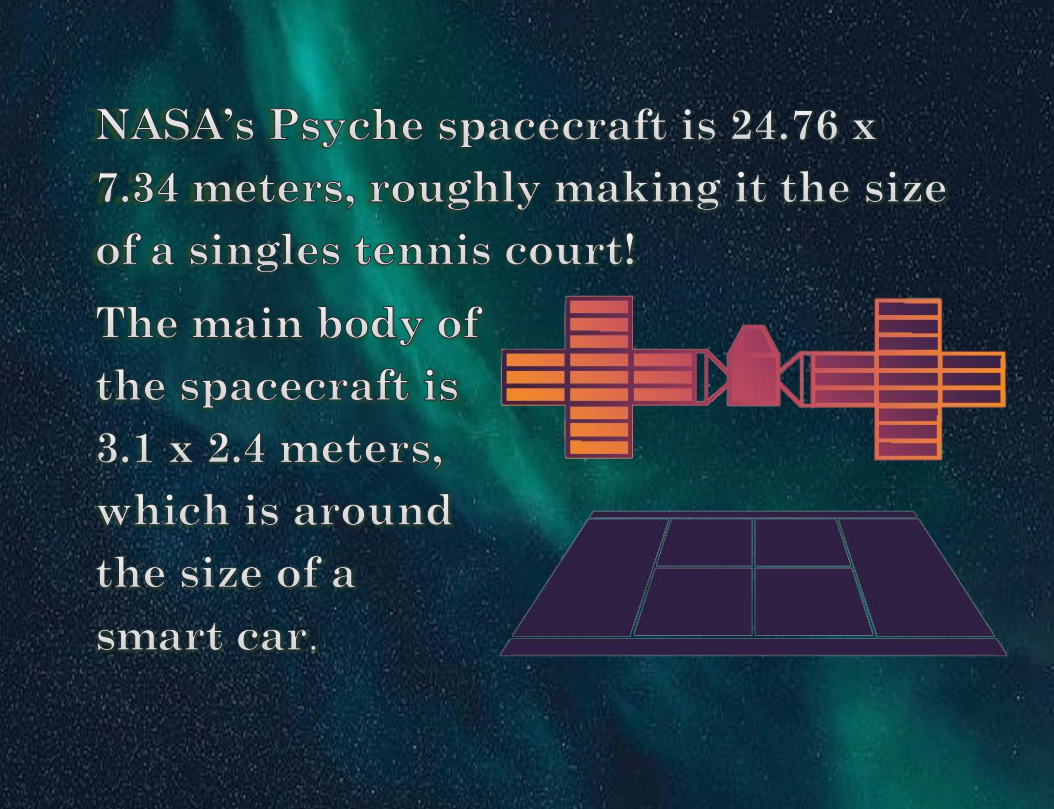 NASA’s Psyche spacecraft is 24.76 x
7.34 meters, roughly making it the size
of a singles tennis court!
The main body of
the spacecraft is
3.1 x 2.4 meters,
which is around
the size of a
smart car.